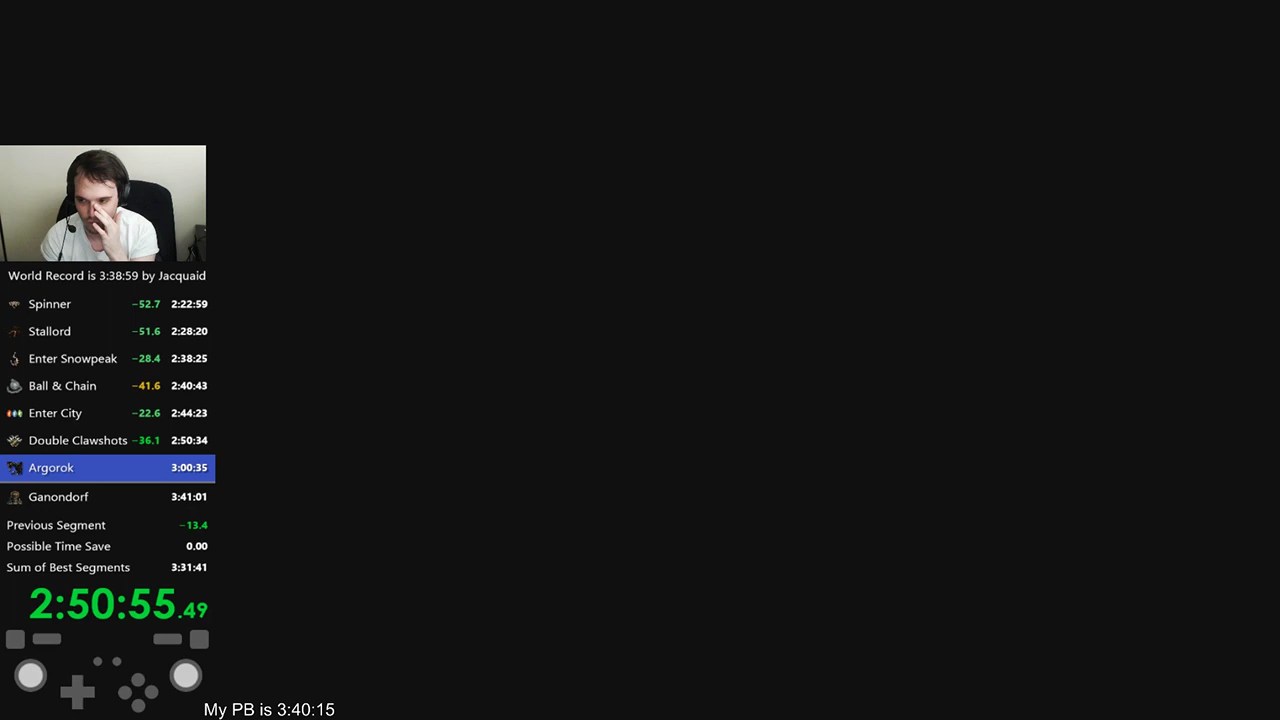 World Record is 3:38:59 by Jacquaid
Spinner −52.7 2:22:59
Stallord −51.6 2:28:20
Enter Snowpeak −28.4 2:38:25
Ball & Chain −41.6 2:40:43
Enter City −22.6 2:44:23
Double Clawshots −36.1 2:50:34
Argorok 3:00:35
Ganondorf 3:41:01
Previous Segment −13.4
Possible Time Save 0.00
Sum of Best Segments 3:31:41
2:50:55.49
My PB is 3:40:15